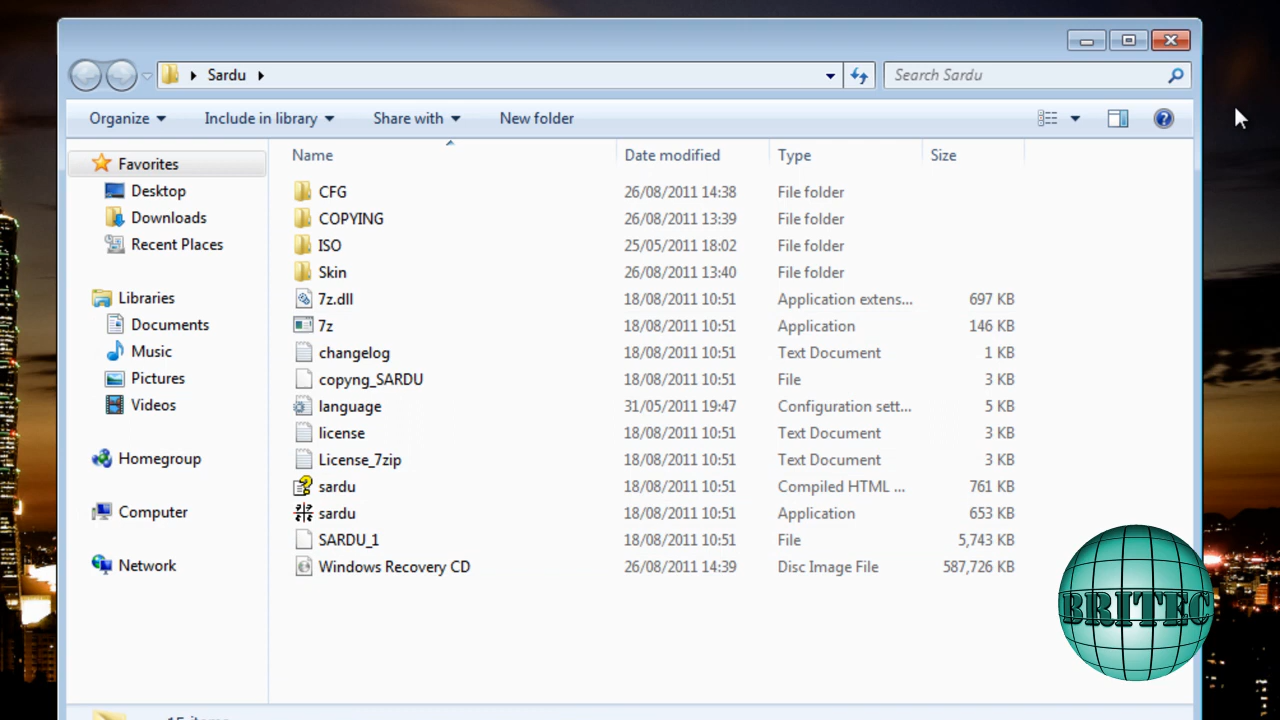 Sardu
Search Sardu
Organize Include in library Share with New folder
Name Date modified Type Size
Favorites
Desktop
Downloads
Recent Places
Libraries
Documents
Music
Pictures
Videos
Homegroup
Computer
Network
CFG 26/08/2011 14:38 File folder
COPYING 26/08/2011 13:39 File folder
ISO 25/05/2011 18:02 File folder
Skin 26/08/2011 13:40 File folder
7z.dll 18/08/2011 10:51 Application extens... 697 KB
7z 18/08/2011 10:51 Application 146 KB
changelog 18/08/2011 10:51 Text Document 1 KB
copyng_SARDU 18/08/2011 10:51 File 3 KB
language 31/05/2011 19:47 Configuration sett... 5 KB
license 18/08/2011 10:51 Text Document 3 KB
License_7zip 18/08/2011 10:51 Text Document 3 KB
sardu 18/08/2011 10:51 Compiled HTML ... 761 KB
sardu 18/08/2011 10:51 Application 653 KB
SARDU_1 18/08/2011 10:51 File 5,743 KB
Windows Recovery CD 26/08/2011 14:39 Disc Image File 587,726 KB
BRITEC